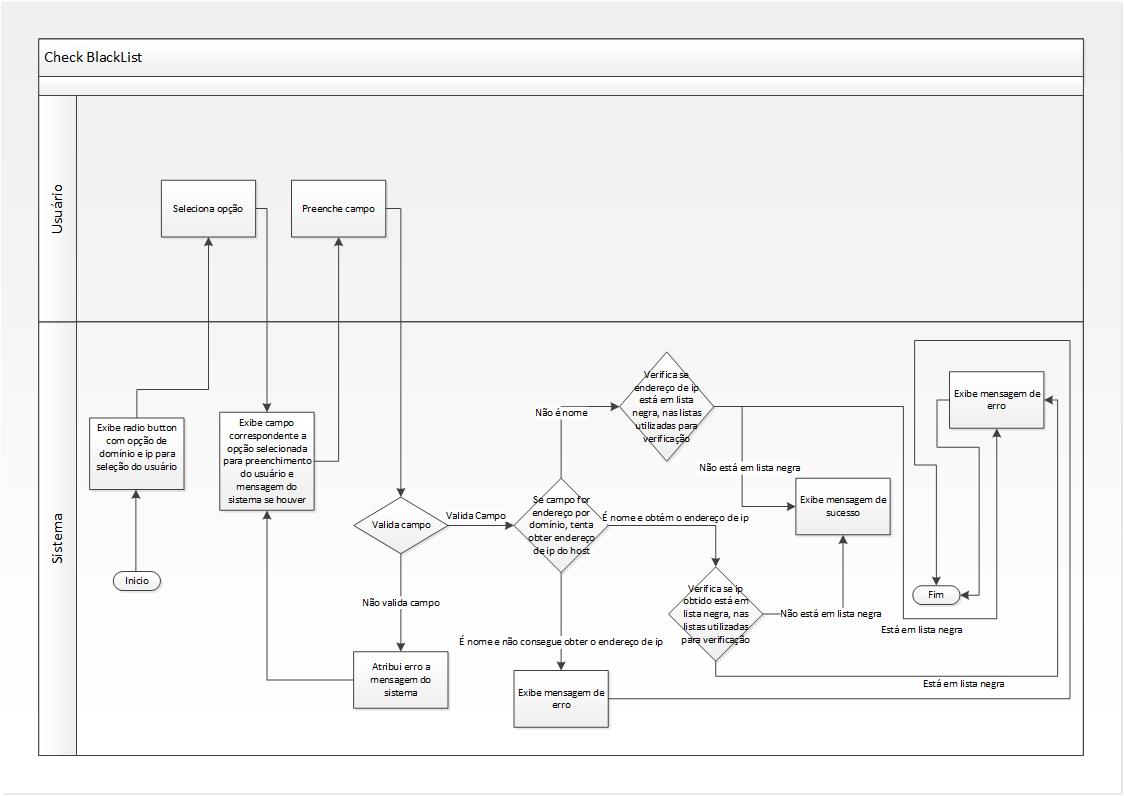 Check BlackList
Usuário
Seleciona opção
Preenche campo
Sistema
Exibe radio button
com opção de
domínio e ip para
seleção do usuário
Inicio
Exibe campo
correspondente a
opção selecionada
para preenchimento
do usuário e
mensagem do
sistema se houver
Valida campo
Valida Campo
Não valida campo
Atribui erro a
mensagem do
sistema
Se campo for
endereço por
domínio, tenta
obter endereço
de ip do host
Não é nome
É nome e obtém o endereço de ip
É nome e não consegue obter o endereço de ip
Exibe mensagem de
erro
Verifica se
endereço de ip
está em lista
negra, nas listas
utilizadas para
verificação
Não está em lista negra
Exibe mensagem de
sucesso
Verifica se ip
obtido está em
lista negra, nas
listas utilizadas
para verificação
Não está em lista negra
Exibe mensagem de
erro
Fim
Está em lista negra
Está em lista negra